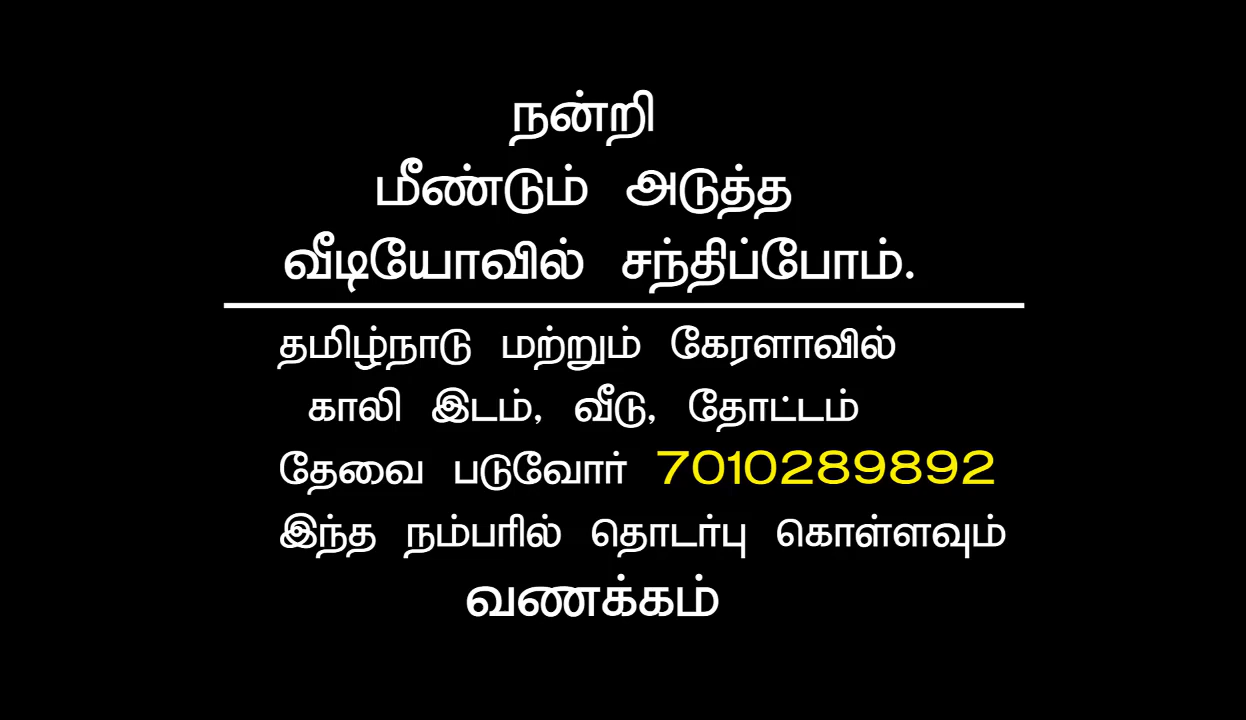 நன்றி
மீண்டும் அடுத்த
வீடியோவில் சந்திப்போம்.
தமிழ்நாடு மற்றும் கேரளாவில்
காலி இடம், வீடு, தோட்டம்
தேவை படுவோர் 7010289892
இந்த நம்பரில் தொடர்பு கொள்ளவும்
வணக்கம்